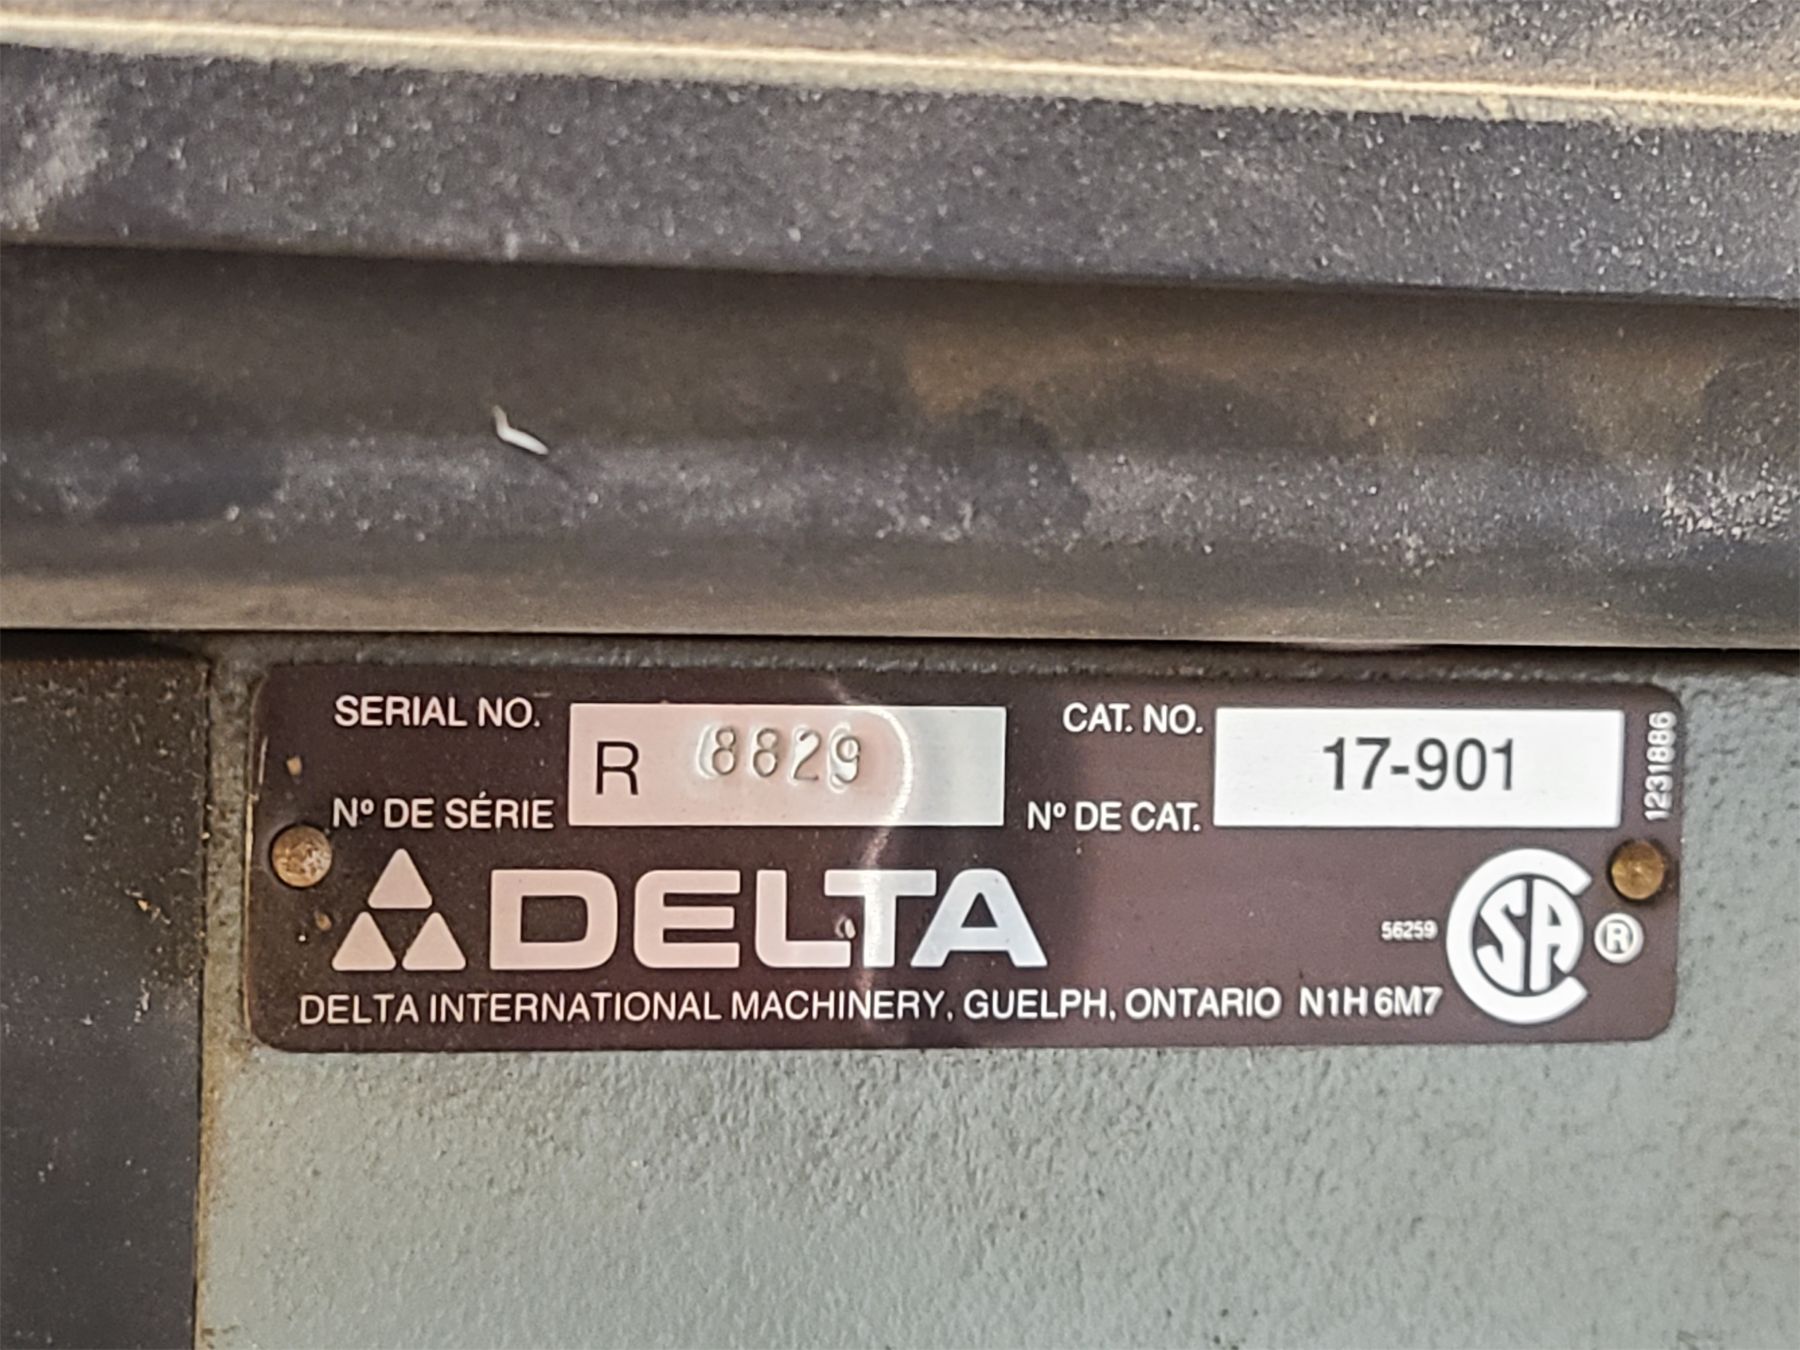 SERIAL NO.
Nº DE SÉRIE
R 8829
CAT. NO.
Nº DE CAT.
17-901
1231886
DELTA
56259
CSA
®
DELTA INTERNATIONAL MACHINERY, GUELPH, ONTARIO N1H 6M7